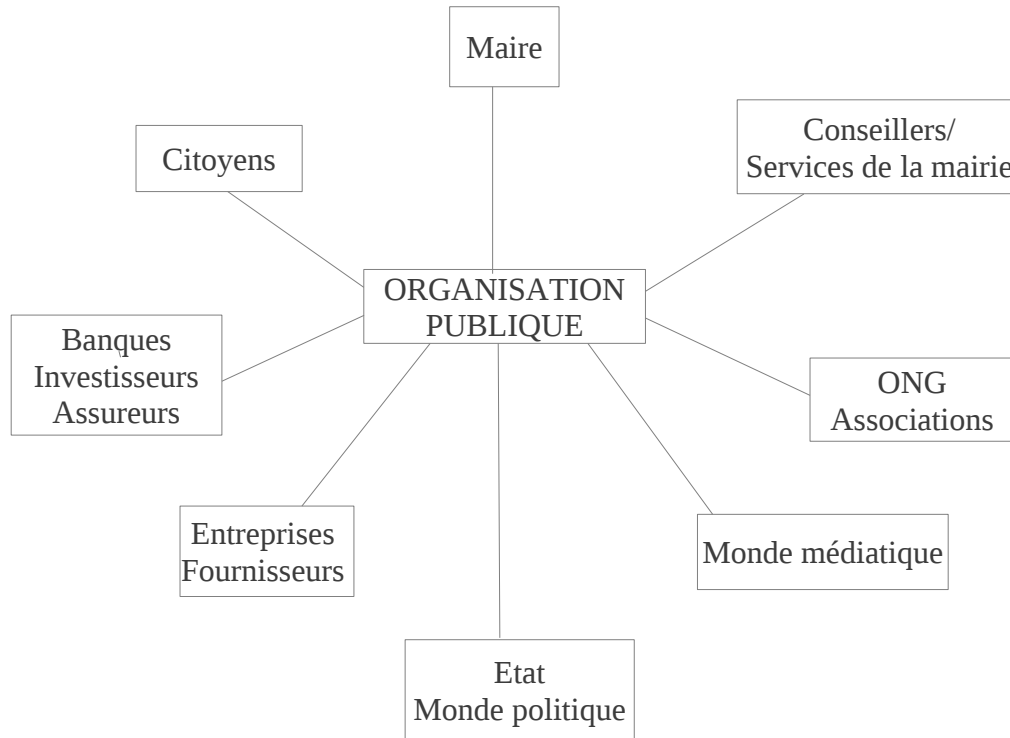 Maire
Conseillers/
Services de la mairie
Citoyens
ORGANISATION
PUBLIQUE
Banques
Investisseurs
Assureurs
ONG
Associations
Entreprises
Fournisseurs
Monde médiatique
Etat
Monde politique